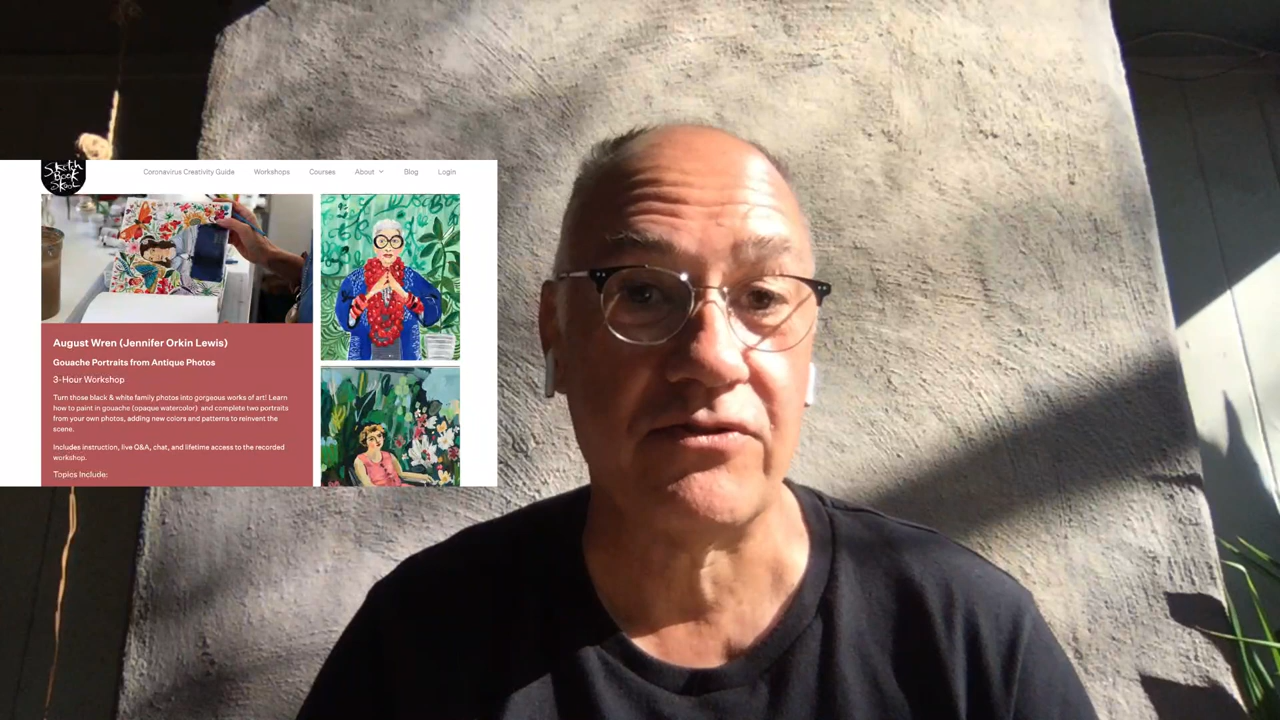 Sketch
Book
Skool
Coronavirus Creativity Guide Workshops Courses About Blog Login
August Wren (Jennifer Orkin Lewis)
Gouache Portraits from Antique Photos
3-Hour Workshop
Turn those black & white family photos into gorgeous works of art! Learn
how to paint in gouache (opaque watercolor) and complete two portraits
from your own photos, adding new colors and patterns to reinvent the
scene.
Includes instruction, live Q&A, chat, and lifetime access to the recorded
workshop.
Topics Include: